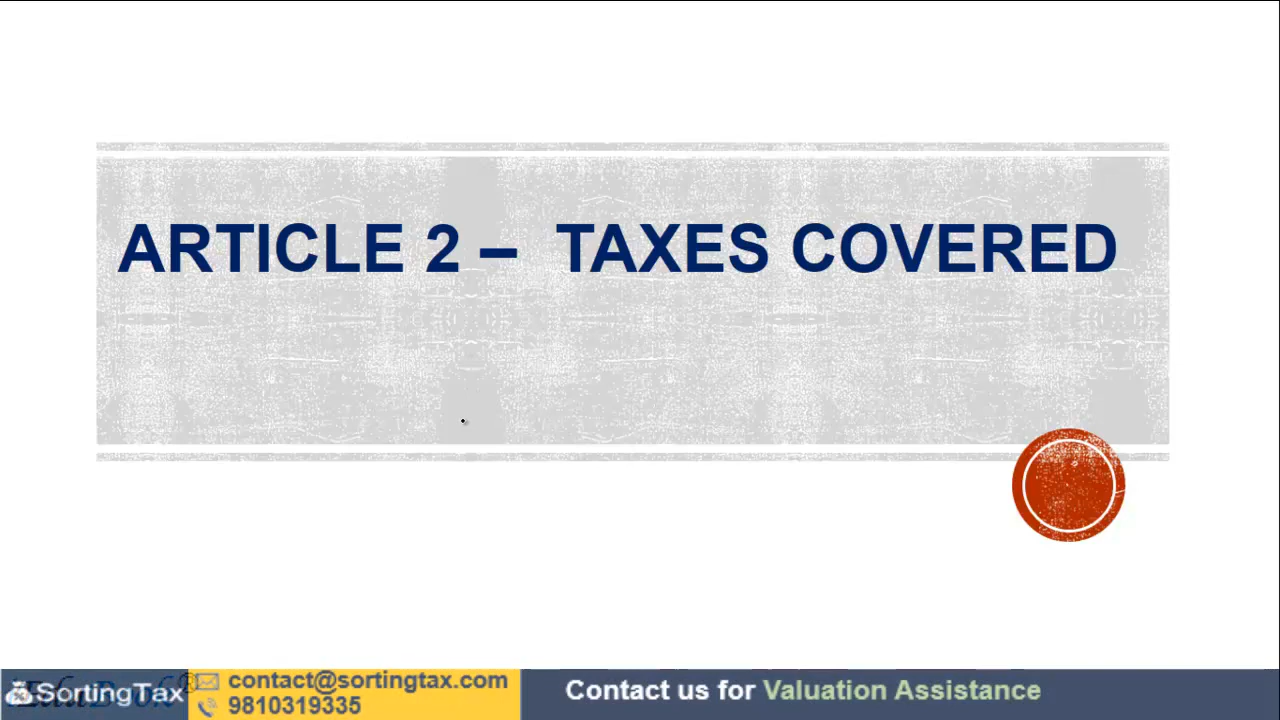 ARTICLE 2 – TAXES COVERED
SortingTax
contact@sortingtax.com
9810319335
Contact us for Valuation Assistance